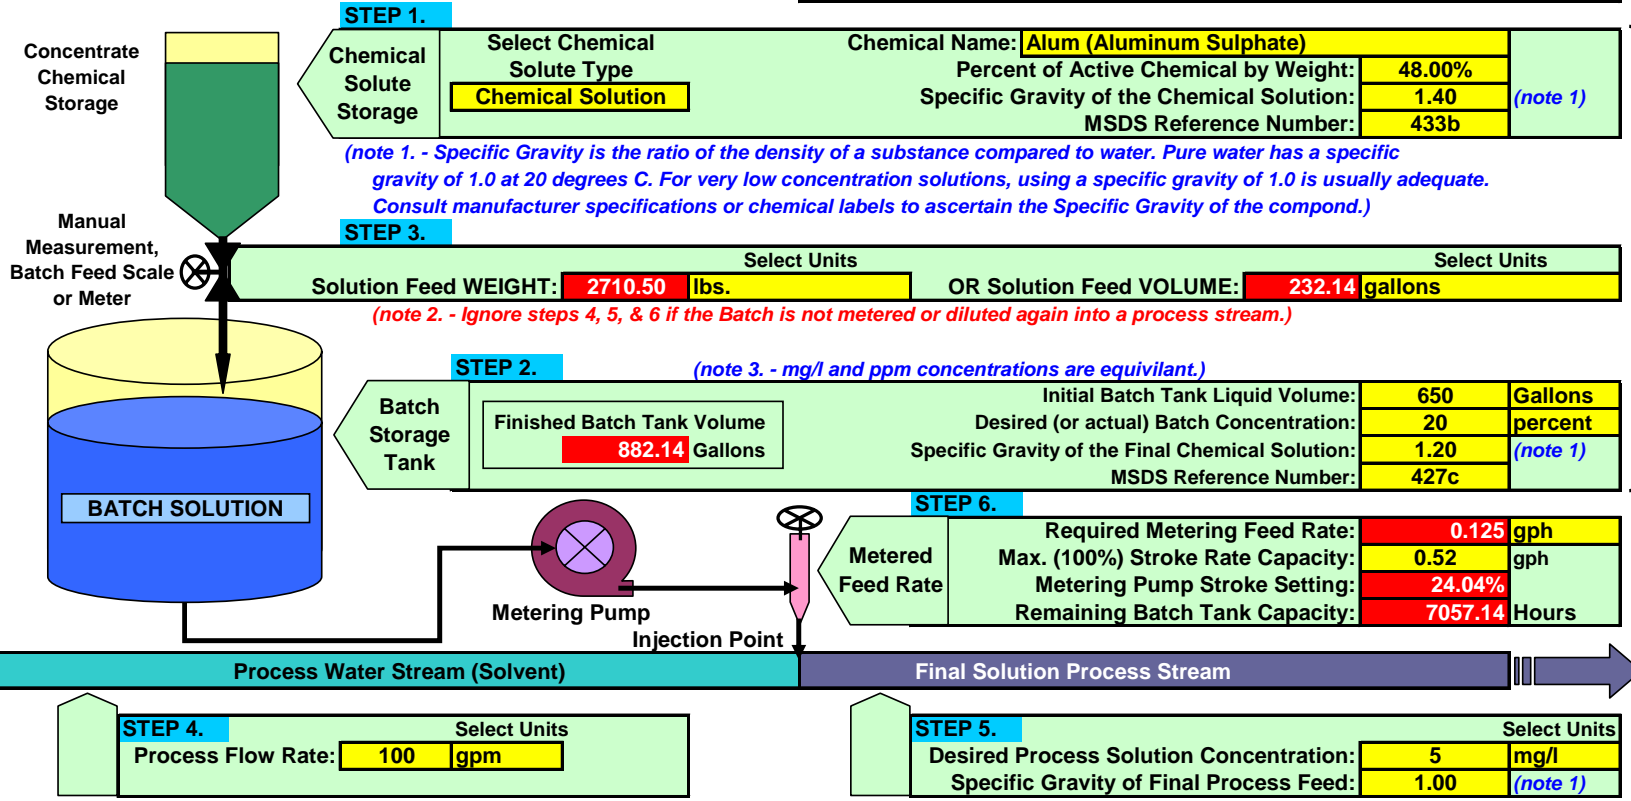 STEP 1.
Concentrate
Chemical
Storage
Chemical
Solute
Storage
Select Chemical
Solute Type
Chemical Solution
Chemical Name: Alum (Aluminum Sulphate)
Percent of Active Chemical by Weight: 48.00%
Specific Gravity of the Chemical Solution: 1.40 (note 1)
MSDS Reference Number: 433b
(note 1. - Specific Gravity is the ratio of the density of a substance compared to water. Pure water has a specific
gravity of 1.0 at 20 degrees C. For very low concentration solutions, using a specific gravity of 1.0 is usually adequate.
Consult manufacturer specifications or chemical labels to ascertain the Specific Gravity of the compond.)
Manual
Measurement,
Batch Feed Scale
or Meter
STEP 3.
Select Units
Select Units
Solution Feed WEIGHT: 2710.50 lbs. OR Solution Feed VOLUME: 232.14 gallons
(note 2. - Ignore steps 4, 5, & 6 if the Batch is not metered or diluted again into a process stream.)
STEP 2.
(note 3. - mg/l and ppm concentrations are equivilant.)
Batch
Storage
Tank
Finished Batch Tank Volume
882.14 Gallons
Initial Batch Tank Liquid Volume: 650 Gallons
Desired (or actual) Batch Concentration: 20 percent
Specific Gravity of the Final Chemical Solution: 1.20 (note 1)
MSDS Reference Number: 427c
BATCH SOLUTION
STEP 6.
Metered
Feed Rate
Required Metering Feed Rate: 0.125 gph
Max. (100%) Stroke Rate Capacity: 0.52 gph
Metering Pump Stroke Setting: 24.04%
Remaining Batch Tank Capacity: 7057.14 Hours
Metering Pump
Injection Point
Process Water Stream (Solvent)
Final Solution Process Stream
STEP 4.
Select Units
Process Flow Rate: 100 gpm
STEP 5.
Select Units
Desired Process Solution Concentration: 5 mg/l
Specific Gravity of Final Process Feed: 1.00 (note 1)